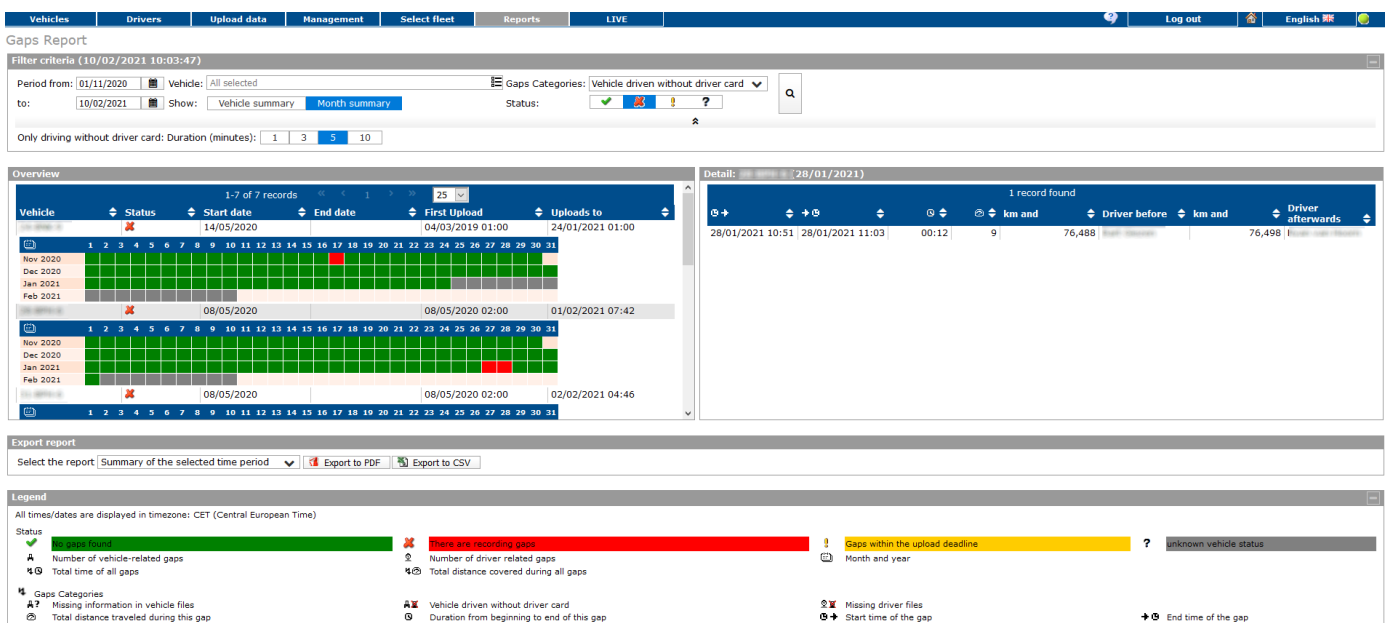 Vehicles Drivers Upload data Management Select fleet Reports LIVE Log out English
Gaps Report
Filter criteria (10/02/2021 10:03:47)
Period from: 01/11/2020 Vehicle: All selected Gaps Categories: Vehicle driven without driver card
to: 10/02/2021 Show: Vehicle summary Month summary Status: ! ?
Only driving without driver card: Duration (minutes): 1 3 5 10
Overview
1-7 of 7 records « < 1 > » 25
Vehicle Status Start date End date First Upload Uploads to
14/05/2020 04/03/2019 01:00 24/01/2021 01:00
1 2 3 4 5 6 7 8 9 10 11 12 13 14 15 16 17 18 19 20 21 22 23 24 25 26 27 28 29 30 31
Nov 2020
Dec 2020
Jan 2021
Feb 2021
08/05/2020 08/05/2020 02:00 01/02/2021 07:42
1 2 3 4 5 6 7 8 9 10 11 12 13 14 15 16 17 18 19 20 21 22 23 24 25 26 27 28 29 30 31
Nov 2020
Dec 2020
Jan 2021
Feb 2021
08/05/2020 08/05/2020 02:00 02/02/2021 04:46
1 2 3 4 5 6 7 8 9 10 11 12 13 14 15 16 17 18 19 20 21 22 23 24 25 26 27 28 29 30 31
Detail: (28/01/2021)
1 record found
km and Driver before km and Driver afterwards
28/01/2021 10:51 28/01/2021 11:03 00:12 9 76,488 76,498
Export report
Select the report Summary of the selected time period Export to PDF Export to CSV
Legend
All times/dates are displayed in timezone: CET (Central European Time)
Status
No gaps found There are recording gaps ! Gaps within the upload deadline ? unknown vehicle status
Number of vehicle-related gaps Number of driver related gaps Month and year
Total time of all gaps Total distance covered during all gaps
Gaps Categories
? Missing information in vehicle files Vehicle driven without driver card Missing driver files
Total distance traveled during this gap Duration from beginning to end of this gap Start time of the gap End time of the gap